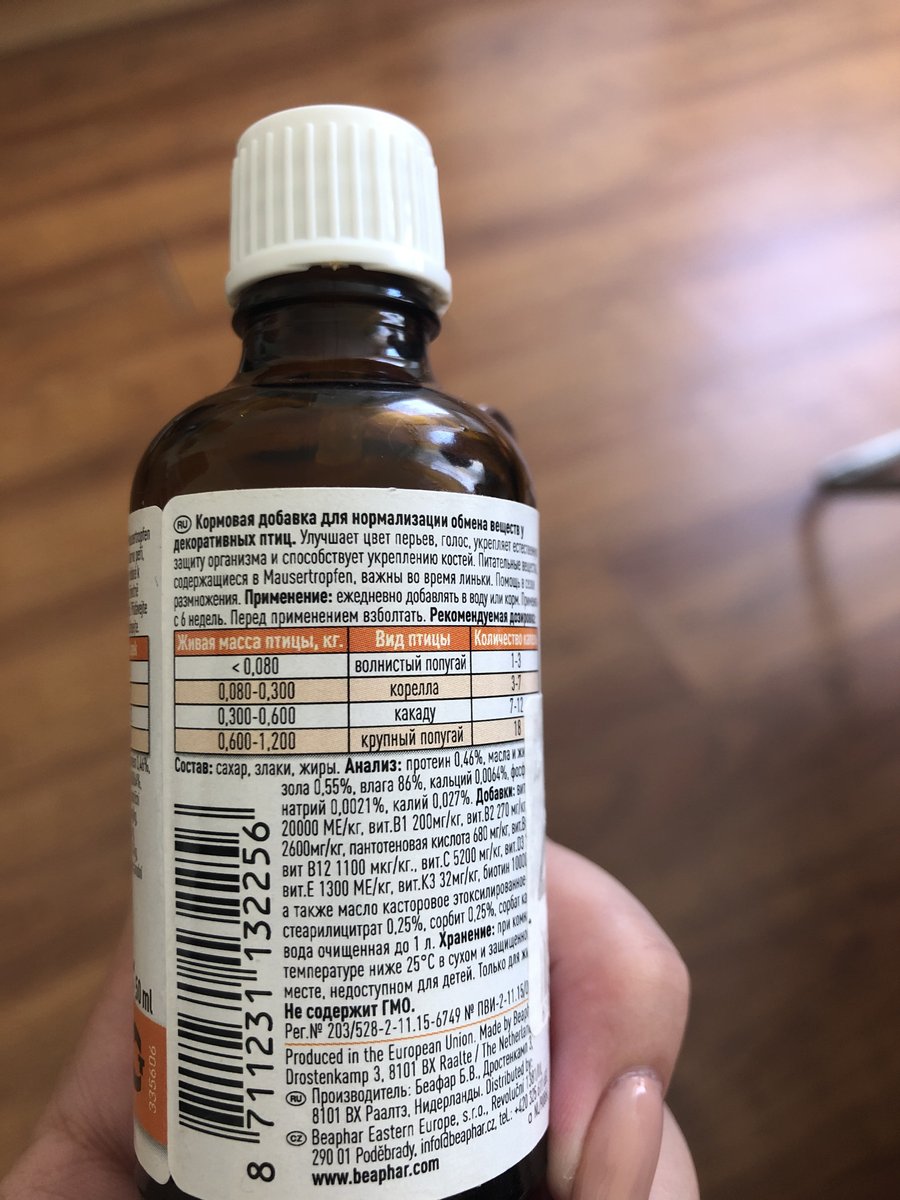 RU Кормовая добавка для нормализации обмена веществ у
декоративных птиц. Улучшает цвет перьев, голос, укрепляет
защиту организма и способствует укреплению костей. Питательные
содержащиеся в Mausertropfen, важны во время линьки. Помощь в
размножения. Применение: ежедневно добавлять в воду или корм.
с 6 недель. Перед применением взболтать. Рекомендуемая
Живая масса птицы, кг. Вид птицы Количество
< 0,080 волнистый попугай 1-3
0,080-0,300 корелла 3-7
0,300-0,600 какаду 7-12
0,600-1,200 крупный попугай 18
Состав: сахар, злаки, жиры. Анализ: протеин 0,46%, масла и
зола 0,55%, влага 86%, кальций 0,0064%,
натрий 0,0021%, калий 0,027%. Добавки:
20000 МЕ/кг, вит.В1 200мг/кг, вит.В2 270
2600мг/кг, пантотеновая кислота 680 мг/кг,
вит В12 1100 мкг/кг., вит.С 5200 мг/кг, вит.D3
вит.Е 1300 МЕ/кг, вит.К3 32мг/кг, биотин
а также масло касторовое этоксилированное
стеарилцитрат 0,25%, сорбит 0,25%, сорбат
вода очищенная до 1 л. Хранение: при
температуре ниже 25°С в сухом и защищенном
месте, недоступном для детей. Только для
Не содержит ГМО.
Рег.№ 203/528-2-11.15-6749 № ПВИ-2-11.15/
Produced in the European Union. Made by
Drostenkamp 3, 8101 BX Raalte / The
RU Производитель: Беафар Б.В., Дростенкамп 3,
8101 ВХ Раалтэ, Нидерланды. Distributed
CZ Beaphar Eastern Europe, s.r.o., Revoluční
290 01 Poděbrady, info@beaphar.cz, tel.:
www.beaphar.com
8 711231 132256
50 ml
335606